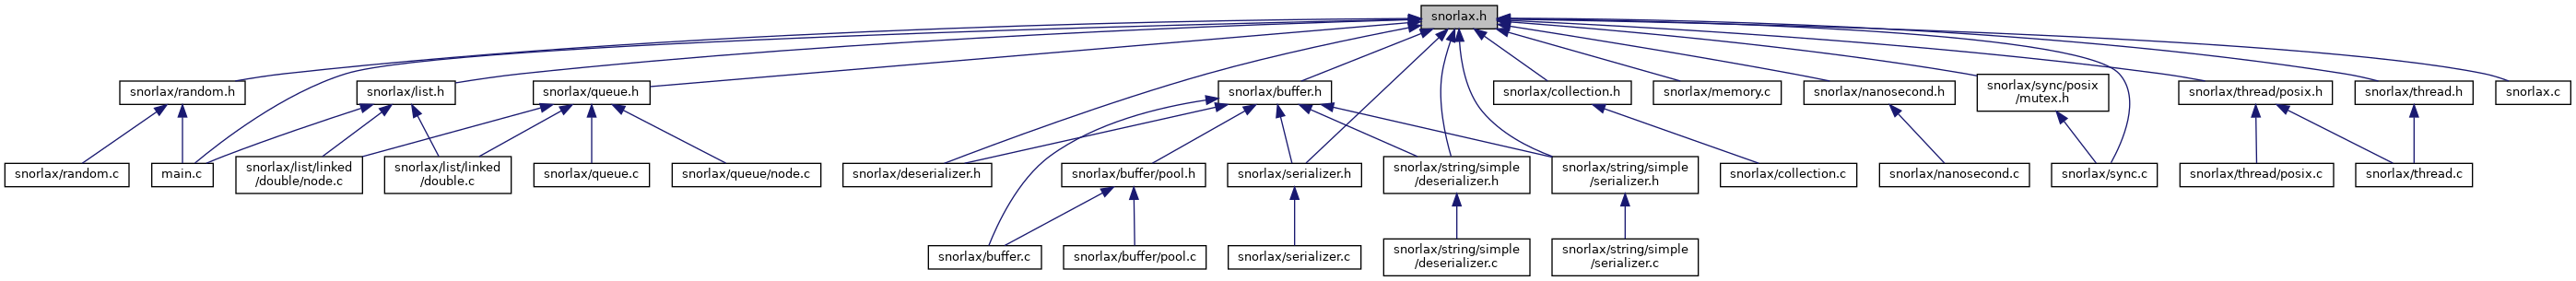 snorlax.h
snorlax/random.h
snorlax/list.h
snorlax/queue.h
snorlax/buffer.h
snorlax/collection.h
snorlax/memory.c
snorlax/nanosecond.h
snorlax/sync/posix
/mutex.h
snorlax/thread/posix.h
snorlax/thread.h
snorlax.c
snorlax/random.c
main.c
snorlax/list/linked
/double/node.c
snorlax/list/linked
/double.c
snorlax/queue.c
snorlax/queue/node.c
snorlax/deserializer.h
snorlax/buffer/pool.h
snorlax/serializer.h
snorlax/string/simple
/deserializer.h
snorlax/string/simple
/serializer.h
snorlax/collection.c
snorlax/nanosecond.c
snorlax/sync.c
snorlax/thread/posix.c
snorlax/thread.c
snorlax/buffer.c
snorlax/buffer/pool.c
snorlax/serializer.c
snorlax/string/simple
/deserializer.c
snorlax/string/simple
/serializer.c